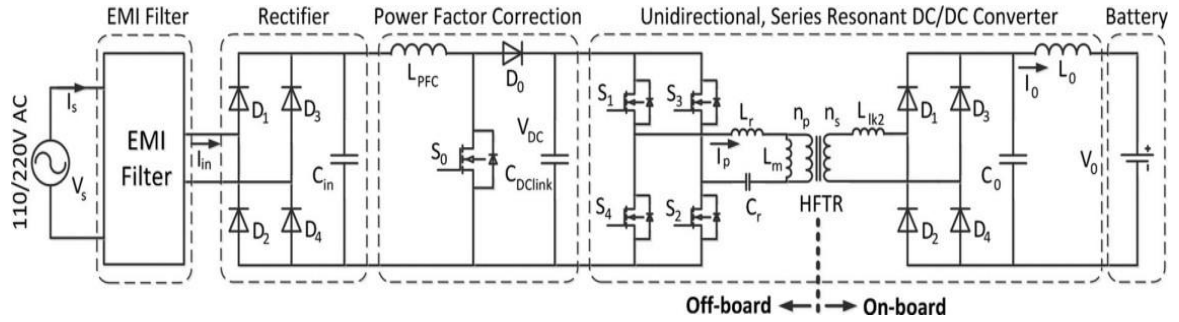 EMI Filter
Rectifier
Power Factor Correction
Unidirectional, Series Resonant DC/DC Converter
Battery
110/220V AC
I_s
V_s
EMI
Filter
I_in
D_1
D_3
D_2
D_4
C_in
L_PFC
D_0
S_0
V_DC
C_DClink
S_1
S_3
S_4
S_2
L_r
I_p
n_p
n_s
L_m
C_r
HFTR
L_lk2
D_1
D_3
D_2
D_4
C_0
I_0
L_0
V_0
+
-
Off-board
On-board